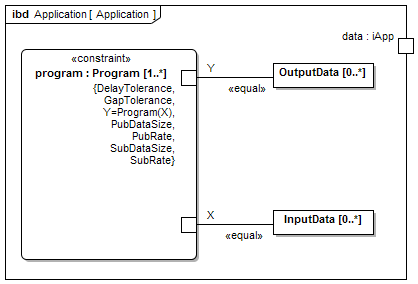 ibd Application [ Application ]
data : iApp
«constraint»
program : Program [1..*]
{DelayTolerance,
GapTolerance,
Y=Program(X),
PubDataSize,
PubRate,
SubDataSize,
SubRate}
Y
«equal»
OutputData [0..*]
X
«equal»
InputData [0..*]